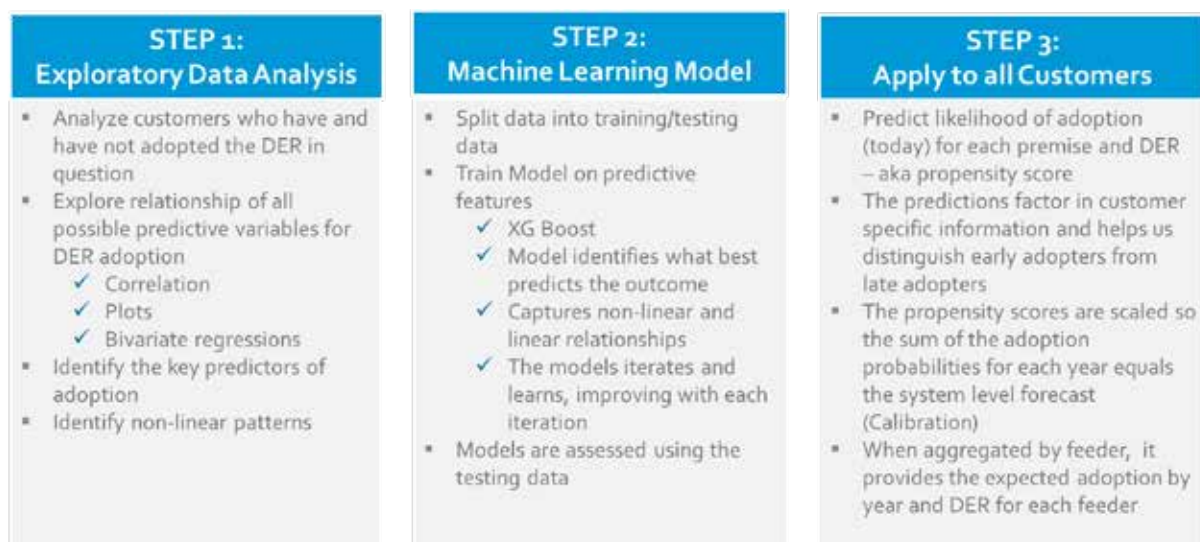 STEP 1:
Exploratory Data Analysis
▪ Analyze customers who have and
have not adopted the DER in
question
▪ Explore relationship of all
possible predictive variables for
DER adoption
✓ Correlation
✓ Plots
✓ Bivariate regressions
▪ Identify the key predictors of
adoption
▪ Identify non-linear patterns
STEP 2:
Machine Learning Model
▪ Split data into training/testing
data
▪ Train Model on predictive
features
✓ XG Boost
✓ Model identifies what best
predicts the outcome
✓ Captures non-linear and
linear relationships
✓ The models iterates and
learns, improving with each
iteration
▪ Models are assessed using the
testing data
STEP 3:
Apply to all Customers
▪ Predict likelihood of adoption
(today) for each premise and DER
– aka propensity score
▪ The predictions factor in customer
specific information and helps us
distinguish early adopters from
late adopters
▪ The propensity scores are scaled so
the sum of the adoption
probabilities for each year equals
the system level forecast
(Calibration)
▪ When aggregated by feeder, it
provides the expected adoption by
year and DER for each feeder